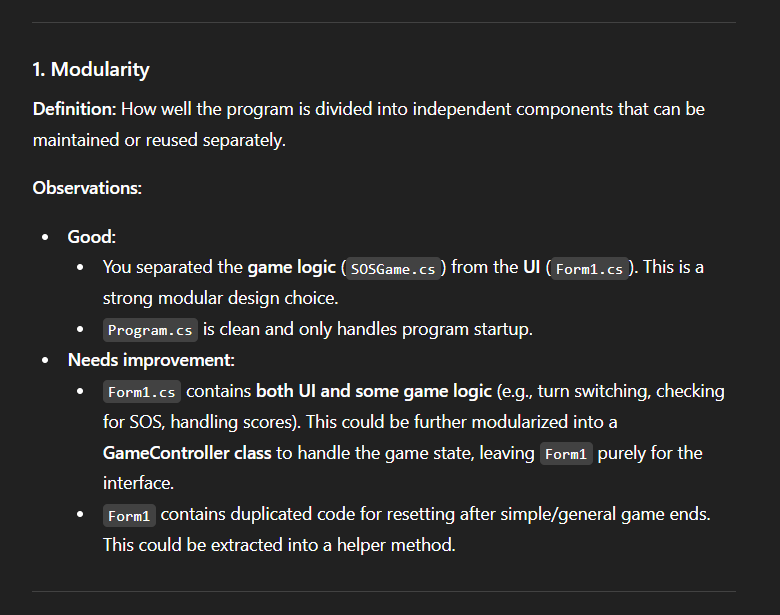 1. Modularity
Definition: How well the program is divided into independent components that can be
maintained or reused separately.
Observations:
• Good:
• You separated the game logic (SOSGame.cs) from the UI (Form1.cs). This is a
strong modular design choice.
• Program.cs is clean and only handles program startup.
• Needs improvement:
• Form1.cs contains both UI and some game logic (e.g., turn switching, checking
for SOS, handling scores). This could be further modularized into a
GameController class to handle the game state, leaving Form1 purely for the
interface.
• Form1 contains duplicated code for resetting after simple/general game ends.
This could be extracted into a helper method.